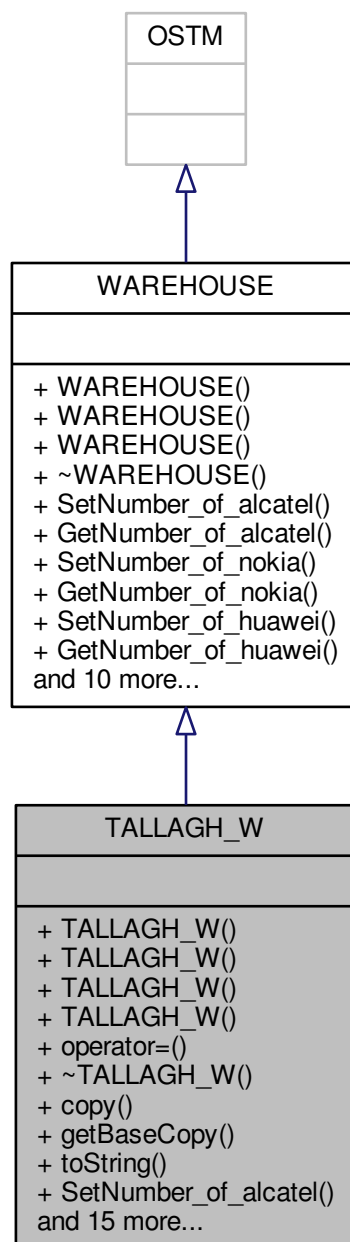 OSTM
WAREHOUSE
+ WAREHOUSE()
+ WAREHOUSE()
+ WAREHOUSE()
+ ~WAREHOUSE()
+ SetNumber_of_alcatel()
+ GetNumber_of_alcatel()
+ SetNumber_of_nokia()
+ GetNumber_of_nokia()
+ SetNumber_of_huawei()
+ GetNumber_of_huawei()
and 10 more...
TALLAGH_W
+ TALLAGH_W()
+ TALLAGH_W()
+ TALLAGH_W()
+ TALLAGH_W()
+ operator=()
+ ~TALLAGH_W()
+ copy()
+ getBaseCopy()
+ toString()
+ SetNumber_of_alcatel()
and 15 more...